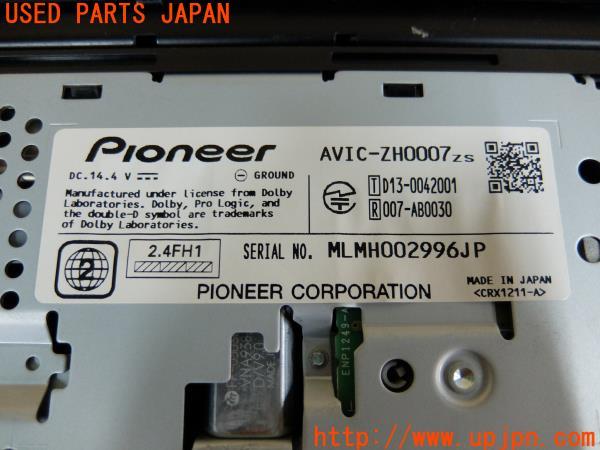 USED PARTS JAPAN
Pioneer
AVIC-ZH0007ZS
DC.14.4 V
GROUND
Manufactured under license from Dolby
Laboratories. Dolby, Pro Logic, and
the double-D symbol are trademarks
of Dolby Laboratories.
T D13-0042001
R 007-AB0030
2
2.4FH1
SERIAL NO. MLMH002996JP
MADE IN JAPAN
<CRX1211-A>
PIONEER CORPORATION
ENP1249-A
UPJ
http://www.upjpn.com